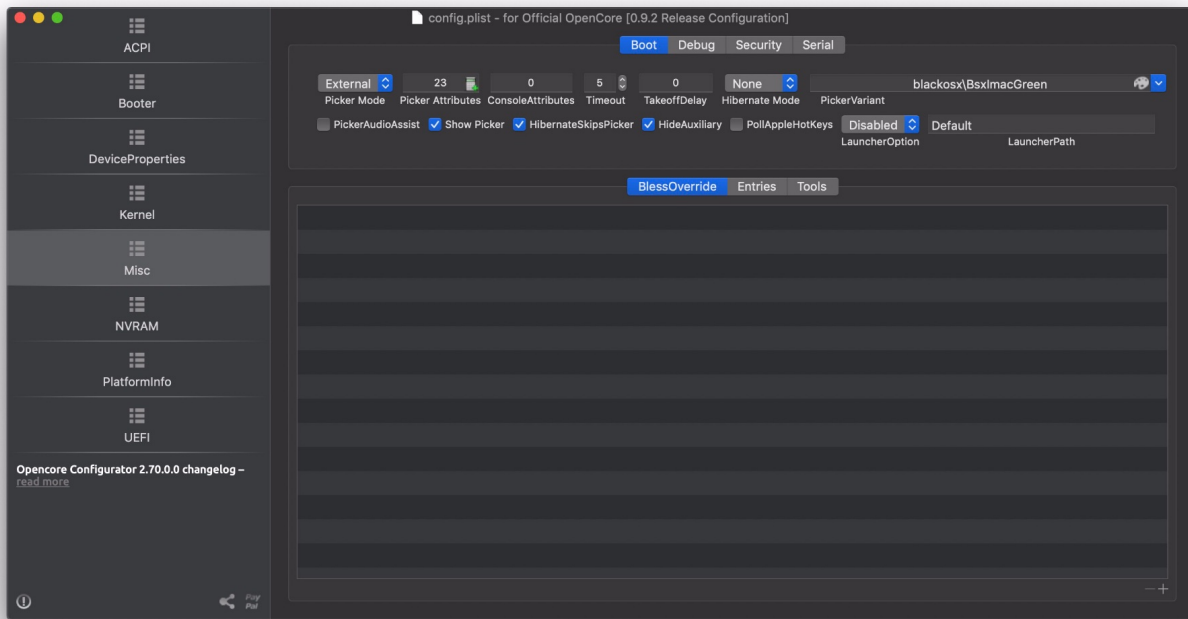 config.plist - for Official OpenCore [0.9.2 Release Configuration]
ACPI
Booter
DeviceProperties
Kernel
Misc
NVRAM
PlatformInfo
UEFI
Opencore Configurator 2.70.0.0 changelog –
read more
Pay
Pal
Boot Debug Security Serial
External 23 0 5 0 None blackosx\BsxlmacGreen
Picker Mode Picker Attributes ConsoleAttributes Timeout TakeoffDelay Hibernate Mode PickerVariant
PickerAudioAssist Show Picker HibernateSkipsPicker HideAuxiliary PollAppleHotKeys Disabled Default
LauncherOption LauncherPath
BlessOverride Entries Tools